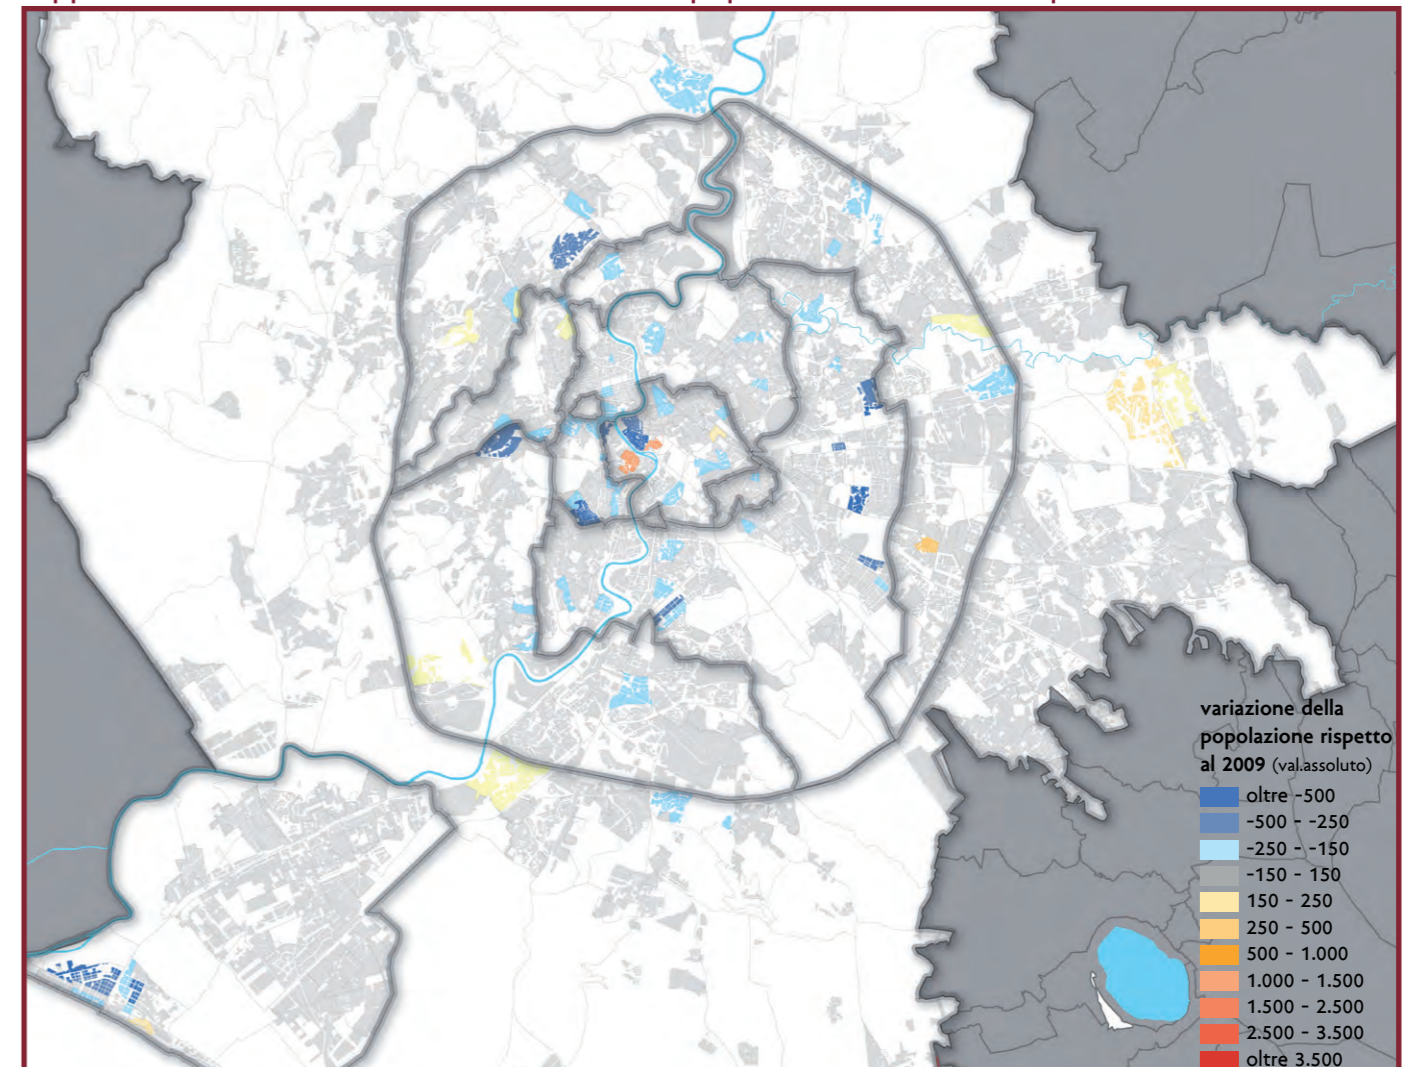 variazione della
popolazione rispetto
al 2009 (val.assoluto)
oltre -500
-500 - -250
-250 - -150
-150 - 150
150 - 250
250 - 500
500 - 1.000
1.000 - 1.500
1.500 - 2.500
2.500 - 3.500
oltre 3.500